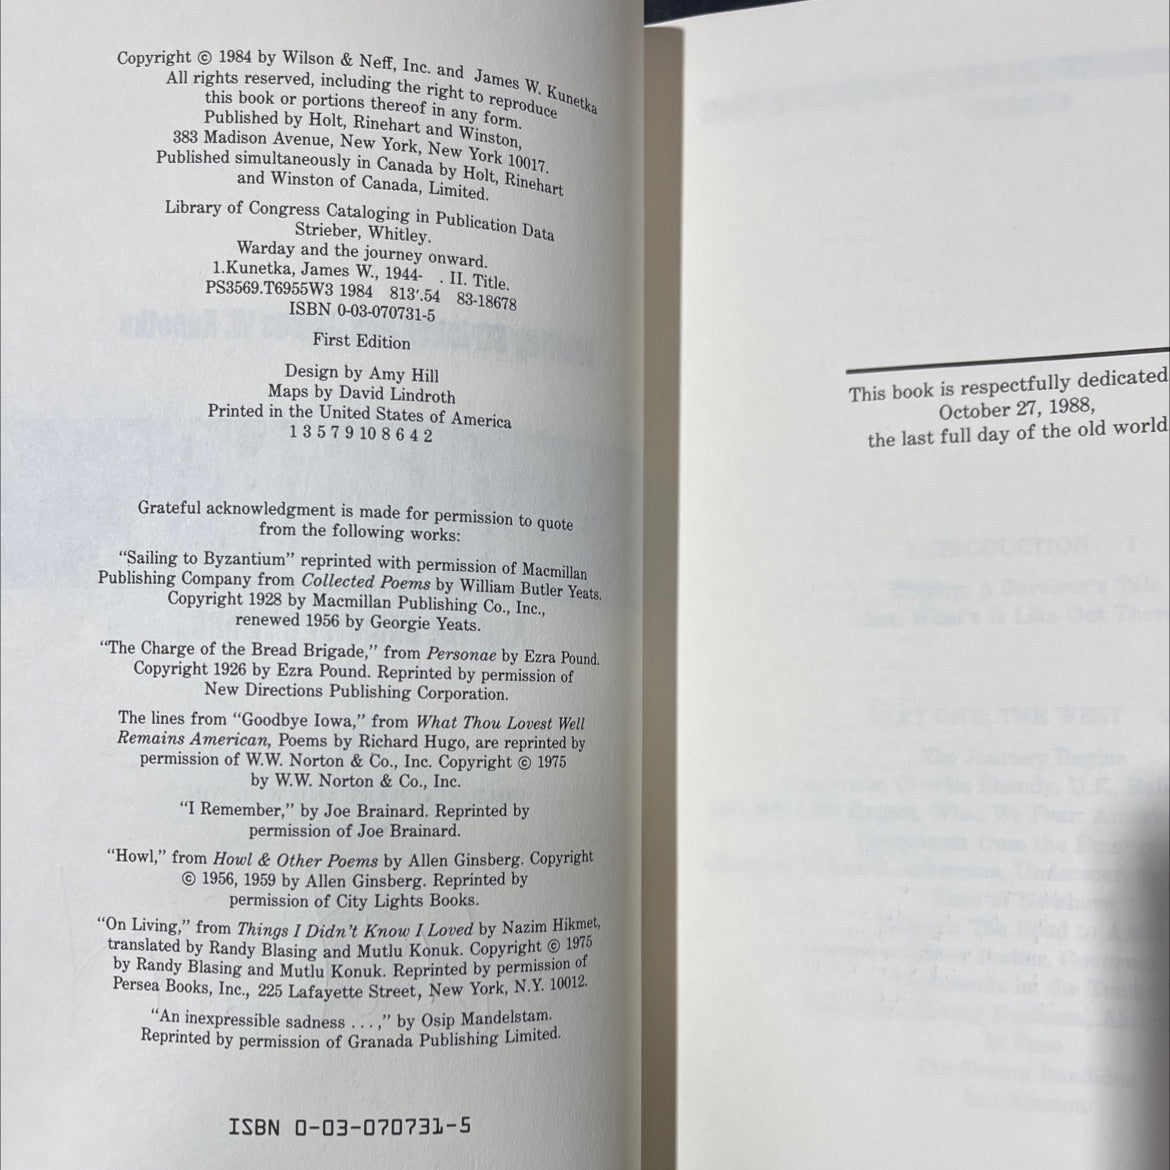 Copyright © 1984 by Wilson & Neff, Inc. and James W. Kunetka
All rights reserved, including the right to reproduce
this book or portions thereof in any form.
Published by Holt, Rinehart and Winston,
383 Madison Avenue, New York, New York 10017.
Published simultaneously in Canada by Holt, Rinehart
and Winston of Canada, Limited.
Library of Congress Cataloging in Publication Data
Strieber, Whitley.
Warday and the journey onward.
1.Kunetka, James W., 1944- . II. Title.
PS3569.T6955W3 1984 813′.54 83-18678
ISBN 0-03-070731-5
First Edition
Design by Amy Hill
Maps by David Lindroth
Printed in the United States of America
1 3 5 7 9 10 8 6 4 2
Grateful acknowledgment is made for permission to quote
from the following works:
“Sailing to Byzantium” reprinted with permission of Macmillan
Publishing Company from Collected Poems by William Butler Yeats.
Copyright 1928 by Macmillan Publishing Co., Inc.,
renewed 1956 by Georgie Yeats.
“The Charge of the Bread Brigade,” from Personae by Ezra Pound.
Copyright 1926 by Ezra Pound. Reprinted by permission of
New Directions Publishing Corporation.
The lines from “Goodbye Iowa,” from What Thou Lovest Well
Remains American, Poems by Richard Hugo, are reprinted by
permission of W.W. Norton & Co., Inc. Copyright © 1975
by W.W. Norton & Co., Inc.
“I Remember,” by Joe Brainard. Reprinted by
permission of Joe Brainard.
“Howl,” from Howl & Other Poems by Allen Ginsberg. Copyright
© 1956, 1959 by Allen Ginsberg. Reprinted by
permission of City Lights Books.
“On Living,” from Things I Didn’t Know I Loved by Nazim Hikmet,
translated by Randy Blasing and Mutlu Konuk. Copyright © 1975
by Randy Blasing and Mutlu Konuk. Reprinted by permission of
Persea Books, Inc., 225 Lafayette Street, New York, N.Y. 10012.
“An inexpressible sadness . . . ,” by Osip Mandelstam.
Reprinted by permission of Granada Publishing Limited.
ISBN 0-03-070731-5
This book is respectfully dedicated
October 27, 1988,
the last full day of the old world